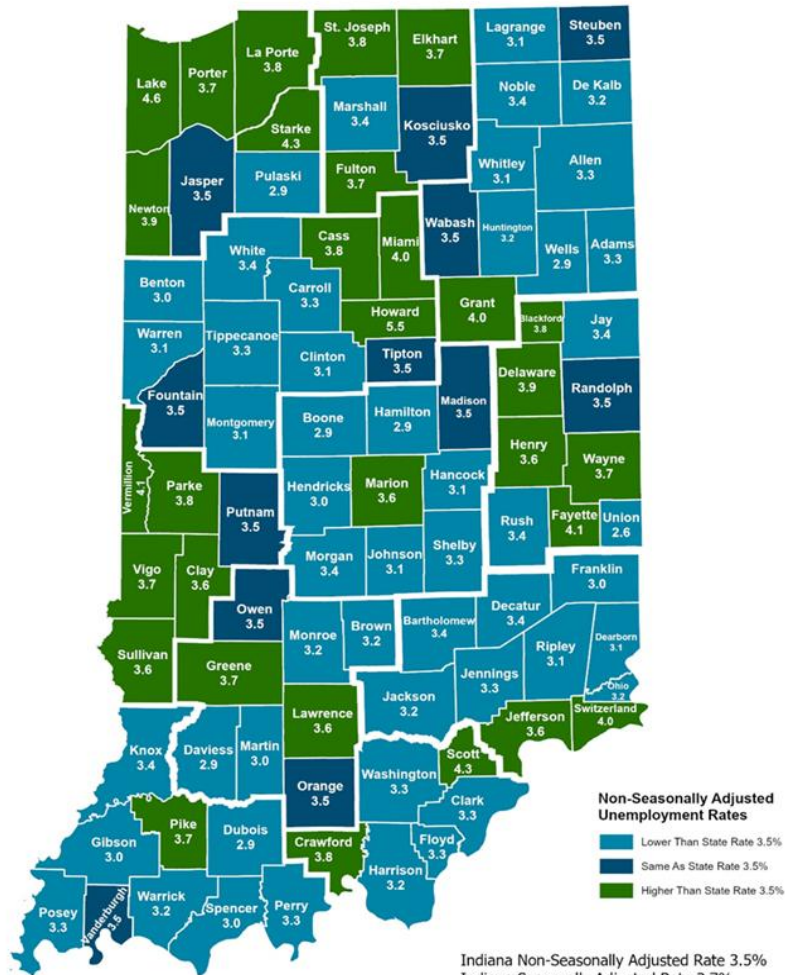 St. Joseph
3.8
Elkhart
3.7
Lagrange
3.1
Steuben
3.5
La Porte
3.8
Porter
3.7
Lake
4.6
Noble
3.4
De Kalb
3.2
Marshall
3.4
Kosciusko
3.5
Starke
4.3
Whitley
3.1
Allen
3.3
Jasper
3.5
Pulaski
2.9
Fulton
3.7
Newton
3.9
Wabash
3.5
Huntington
3.2
Wells
2.9
Adams
3.3
White
3.4
Cass
3.8
Miami
4.0
Benton
3.0
Carroll
3.3
Grant
4.0
Howard
5.5
Blackford
3.8
Jay
3.4
Warren
3.1
Tippecanoe
3.3
Clinton
3.1
Tipton
3.5
Delaware
3.9
Randolph
3.5
Fountain
3.5
Madison
3.5
Montgomery
3.1
Boone
2.9
Hamilton
2.9
Henry
3.6
Wayne
3.7
Vermillion
4.1
Parke
3.8
Putnam
3.5
Hendricks
3.0
Marion
3.6
Hancock
3.1
Rush
3.4
Fayette
4.1
Union
2.6
Shelby
3.3
Morgan
3.4
Johnson
3.1
Vigo
3.7
Clay
3.6
Franklin
3.0
Owen
3.5
Monroe
3.2
Brown
3.2
Bartholomew
3.4
Decatur
3.4
Ripley
3.1
Dearborn
3.1
Sullivan
3.6
Greene
3.7
Jennings
3.3
Ohio
3.2
Jackson
3.2
Switzerland
4.0
Jefferson
3.6
Lawrence
3.6
Knox
3.4
Daviess
2.9
Martin
3.0
Scott
4.3
Washington
3.3
Orange
3.5
Clark
3.3
Pike
3.7
Dubois
2.9
Gibson
3.0
Crawford
3.8
Floyd
3.3
Harrison
3.2
Posey
3.3
Vanderburgh
3.5
Warrick
3.2
Spencer
3.0
Perry
3.3
Non-Seasonally Adjusted
Unemployment Rates
Lower Than State Rate 3.5%
Same As State Rate 3.5%
Higher Than State Rate 3.5%
Indiana Non-Seasonally Adjusted Rate 3.5%